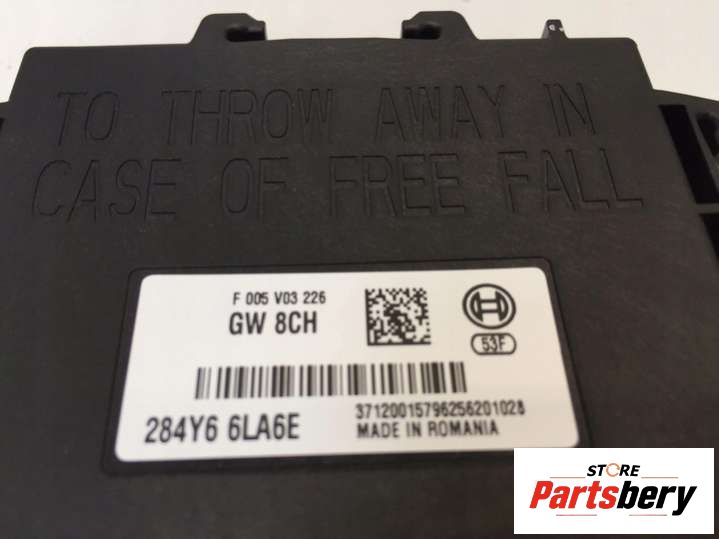 TO THROW AWAY IN
CASE OF FREE FALL
F 005 V03 226
GW 8CH
53F
284Y6 6LA6E
37120015796256201028
MADE IN ROMANIA
STORE
Partsbery